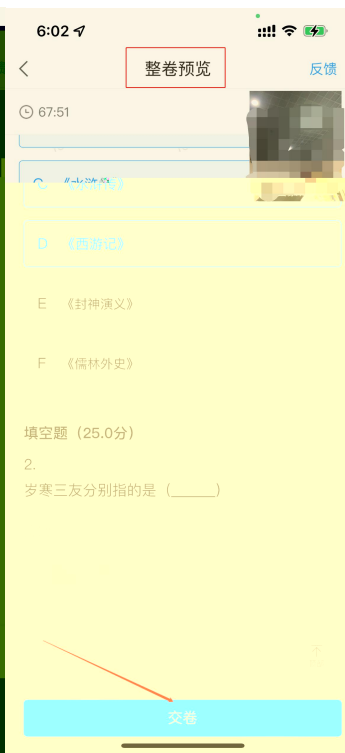 6:02
整卷预览
反馈
67:51
C 《水浒传》
D 《西游记》
E 《封神演义》
F 《儒林外史》
填空题（25.0分）
2.
岁寒三友分别指的是（______）
交卷